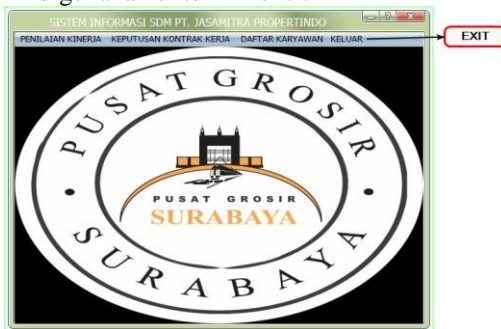 SISTEM INFORMASI SDM PT. JASAMITRA PROPERTINDO
PENILAIAN KINERJA KEPUTUSAN KONTRAK KERJA DAFTAR KARYAWAN KELUAR
EXIT
PUSAT GROSIR
PUSAT GROSIR
SURABAYA
SURABAYA